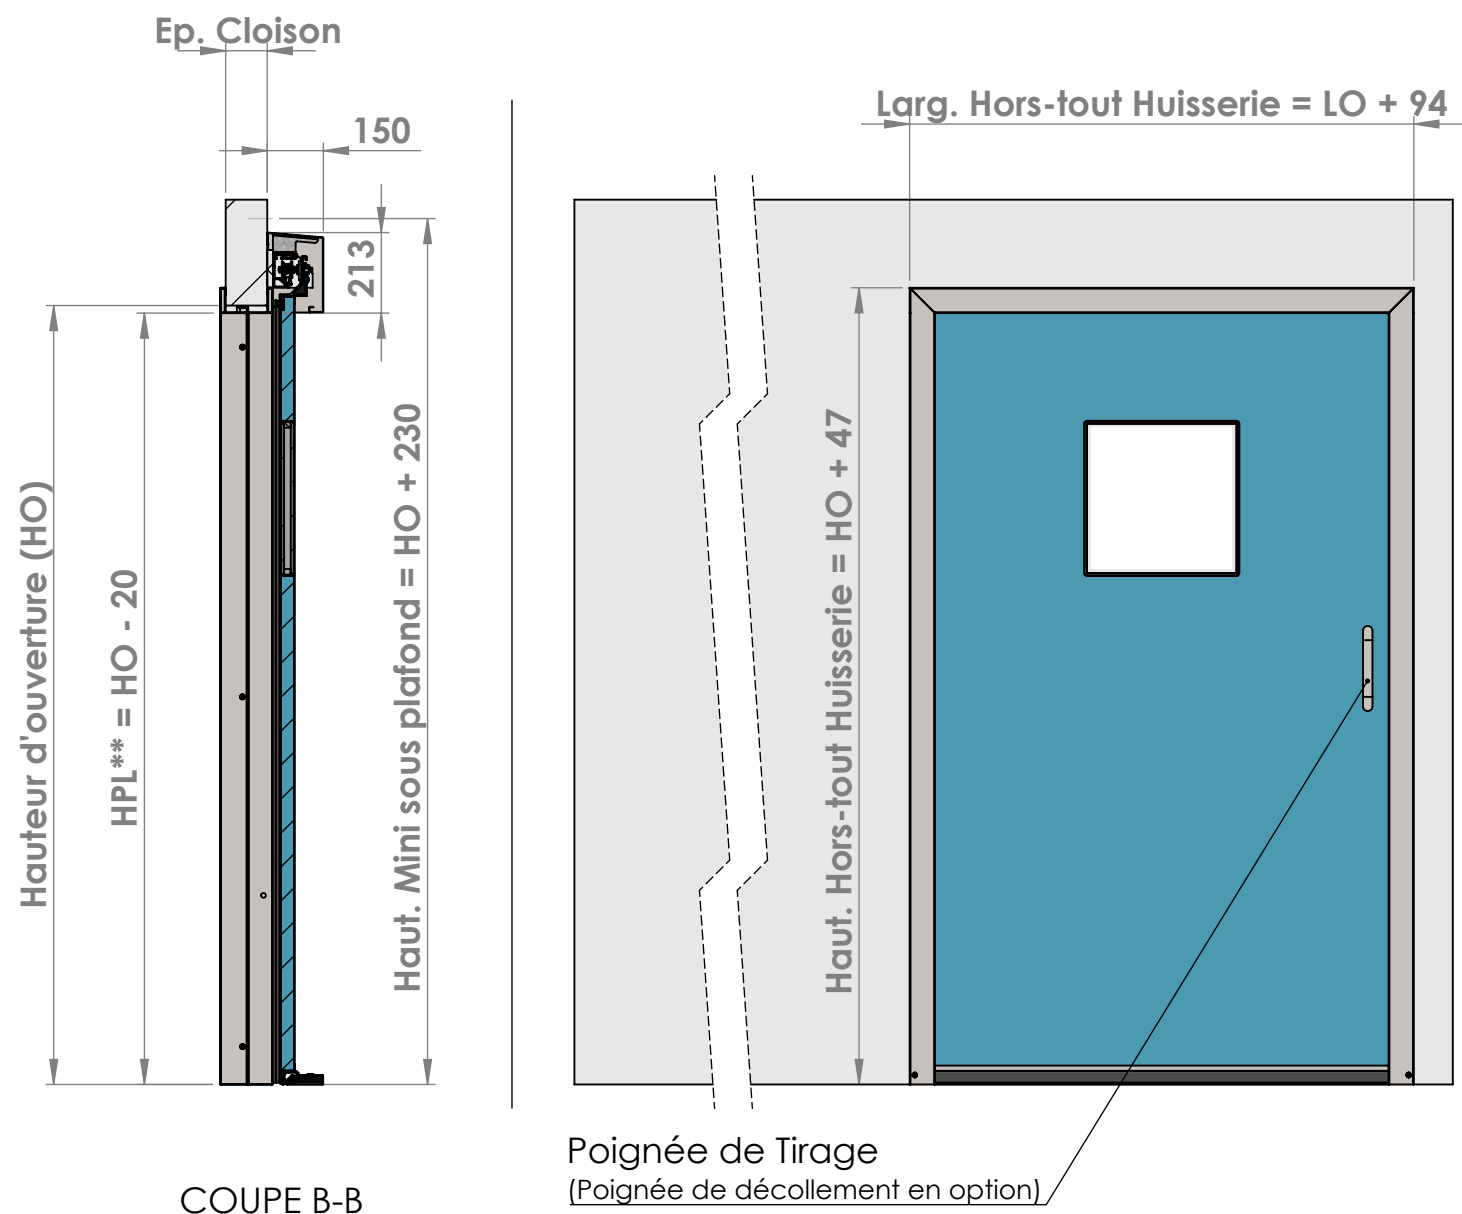 Ep. Cloison
150
213
Hauteur d'ouverture (HO)
HPL** = HO - 20
Haut. Mini sous plafond = HO + 230
COUPE B-B
Larg. Hors-tout Huisserie = LO + 94
Haut. Hors-tout Huisserie = HO + 47
Poignée de Tirage
(Poignée de décollement en option)